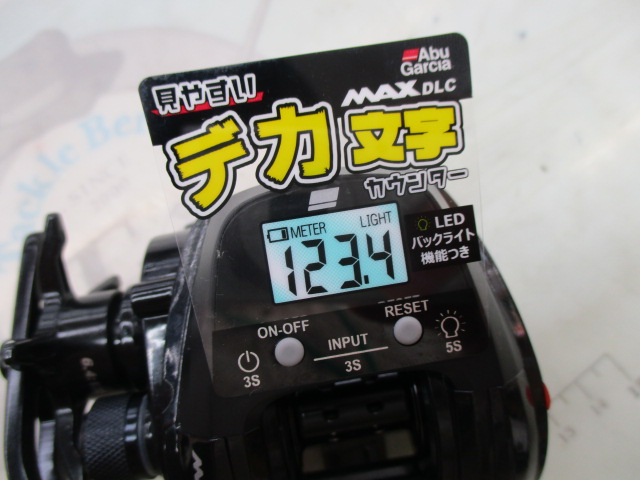 Abu
Garcia
見やすい
MAX DLC
デカ文字
カウンター
METER LIGHT
123.4
LED
バックライト
機能つき
ON-OFF
RESET
INPUT
3S
3S
5S